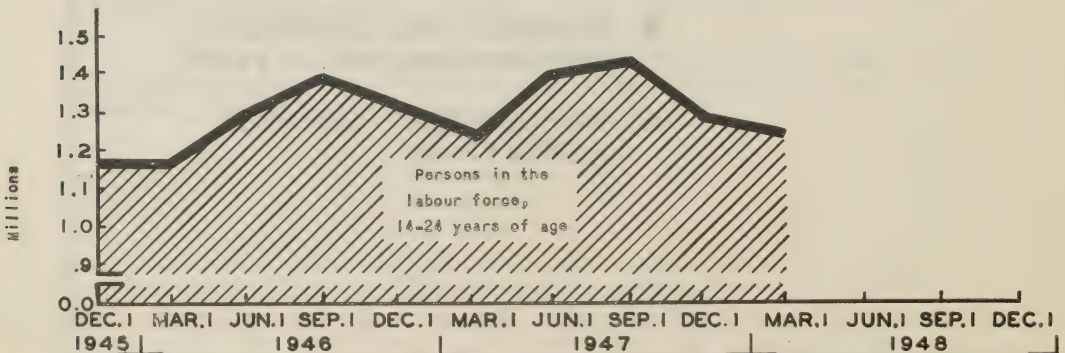 1.5
1.4
1.3
1.2
1.1
1.0
.9
0.0
Millions
Persons in the
labour force,
14-24 years of age
DEC.1 MAR.1 JUN.1 SEP.1 DEC.1 MAR.1 JUN.1 SEP.1 DEC.1 MAR.1 JUN.1 SEP.1 DEC.1
1945 1946 1947 1948